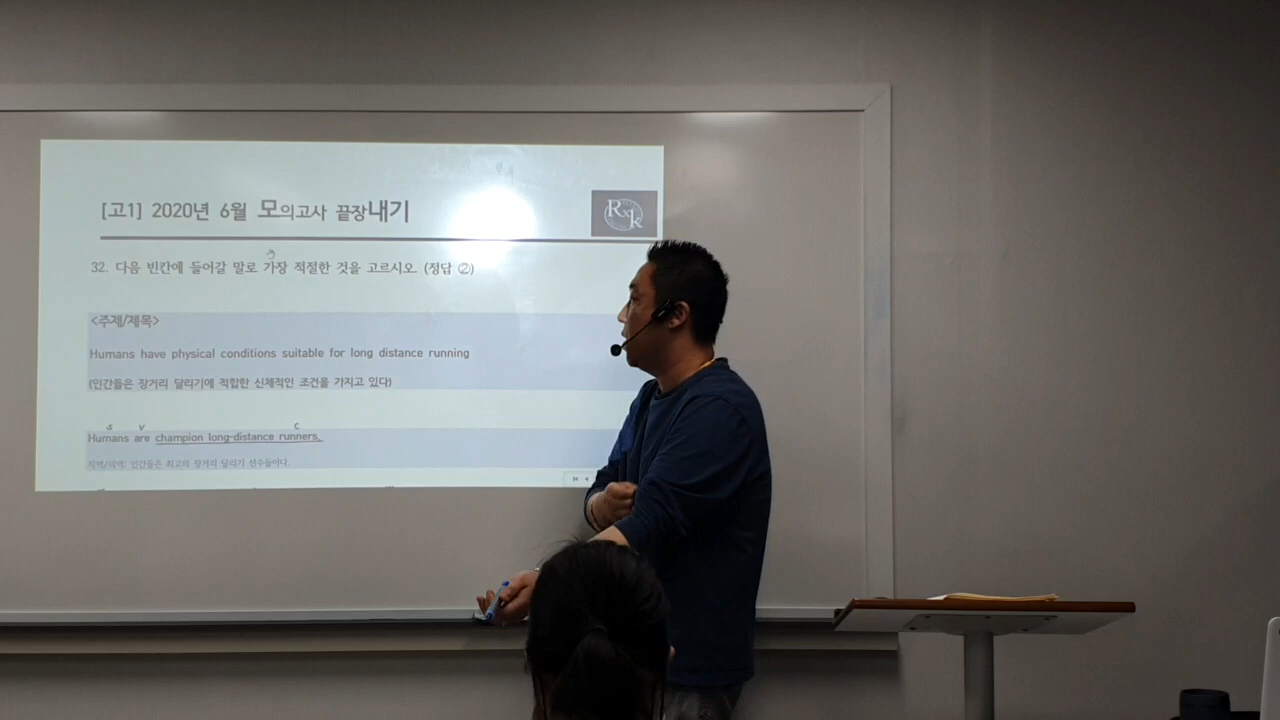 [고1] 2020년 6월 모의고사 끝장내기
RK
32. 다음 빈칸에 들어갈 말로 가장 적절한 것을 고르시오. (정답 ②)
<주제/제목>
Humans have physical conditions suitable for long distance running
(인간들은 장거리 달리기에 적합한 신체적인 조건을 가지고 있다)
s v c
Humans are champion long-distance runners.
직역/의역: 인간들은 최고의 장거리 달리기 선수들이다.